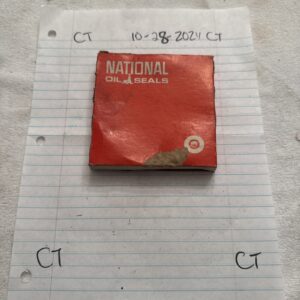 CT 10-28-2024 CT
NATIONAL
OIL & SEALS
CT CT